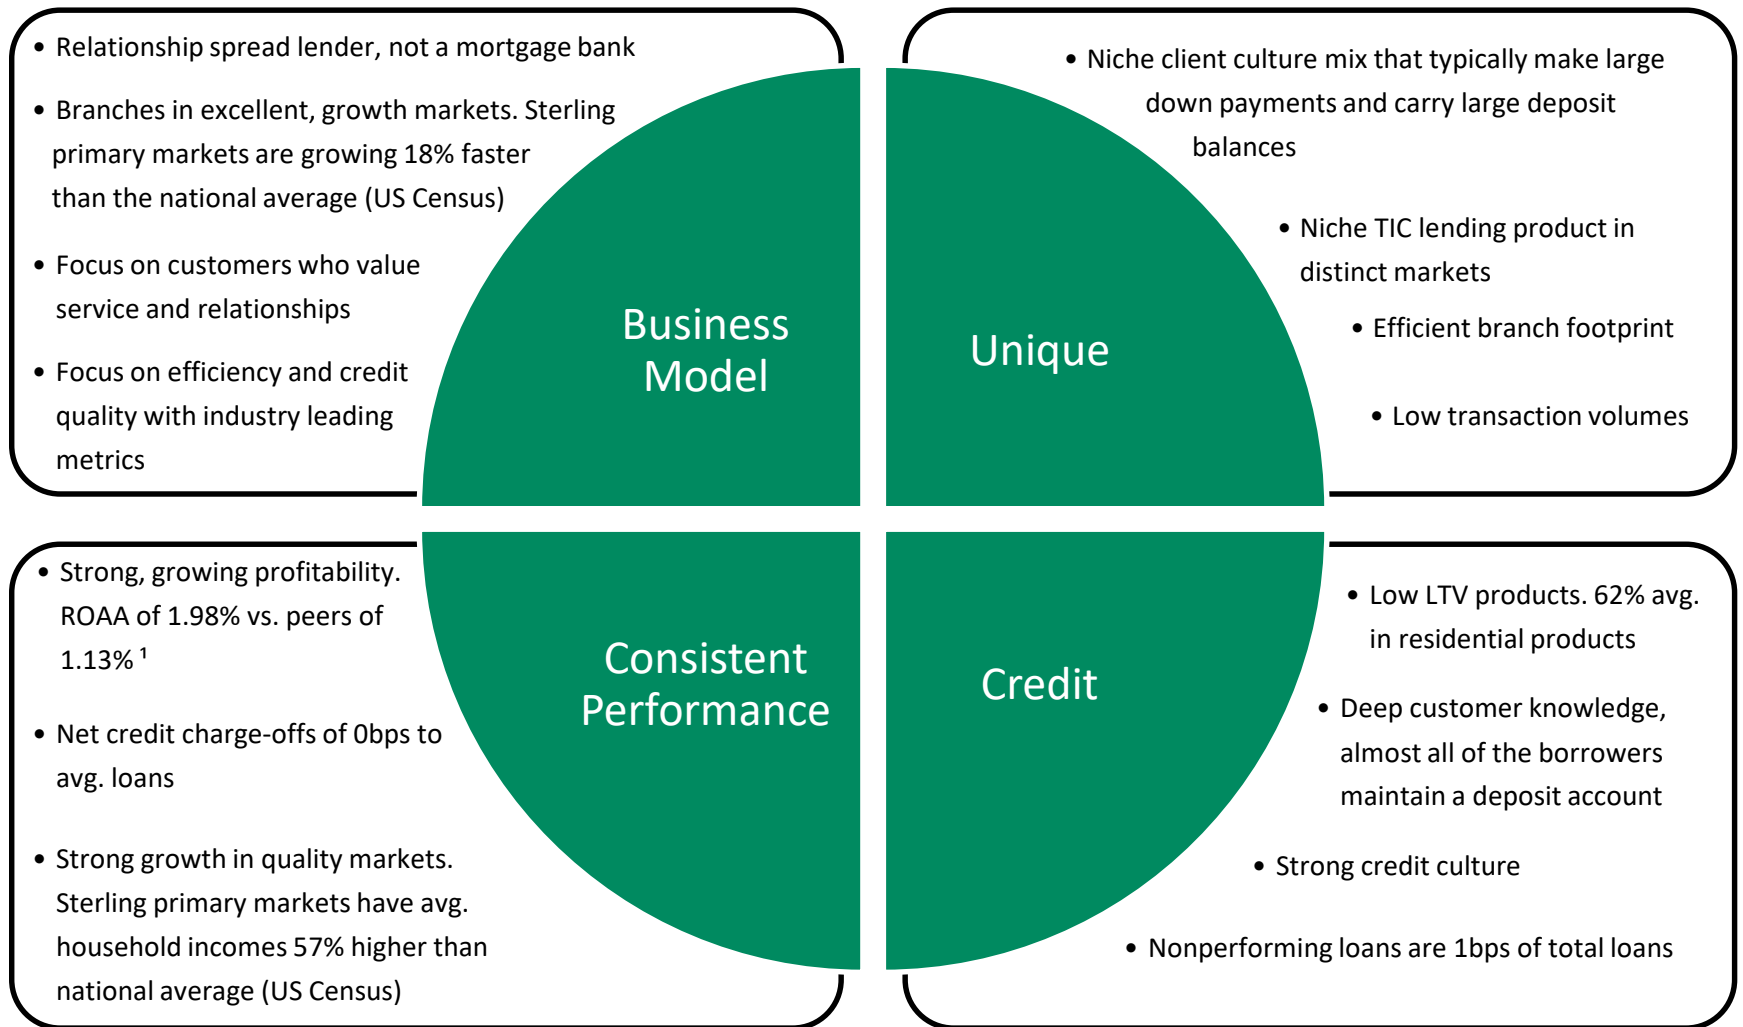 • Relationship spread lender, not a mortgage bank
• Branches in excellent, growth markets. Sterling
primary markets are growing 18% faster
than the national average (US Census)
• Focus on customers who value
service and relationships
• Focus on efficiency and credit
quality with industry leading
metrics
Business
Model
• Niche client culture mix that typically make large
down payments and carry large deposit
balances
• Niche TIC lending product in
distinct markets
• Efficient branch footprint
• Low transaction volumes
Unique
• Strong, growing profitability.
ROAA of 1.98% vs. peers of
1.13% ¹
• Net credit charge-offs of 0bps to
avg. loans
• Strong growth in quality markets.
Sterling primary markets have avg.
household incomes 57% higher than
national average (US Census)
Consistent
Performance
• Low LTV products. 62% avg.
in residential products
• Deep customer knowledge,
almost all of the borrowers
maintain a deposit account
• Strong credit culture
• Nonperforming loans are 1bps of total loans
Credit